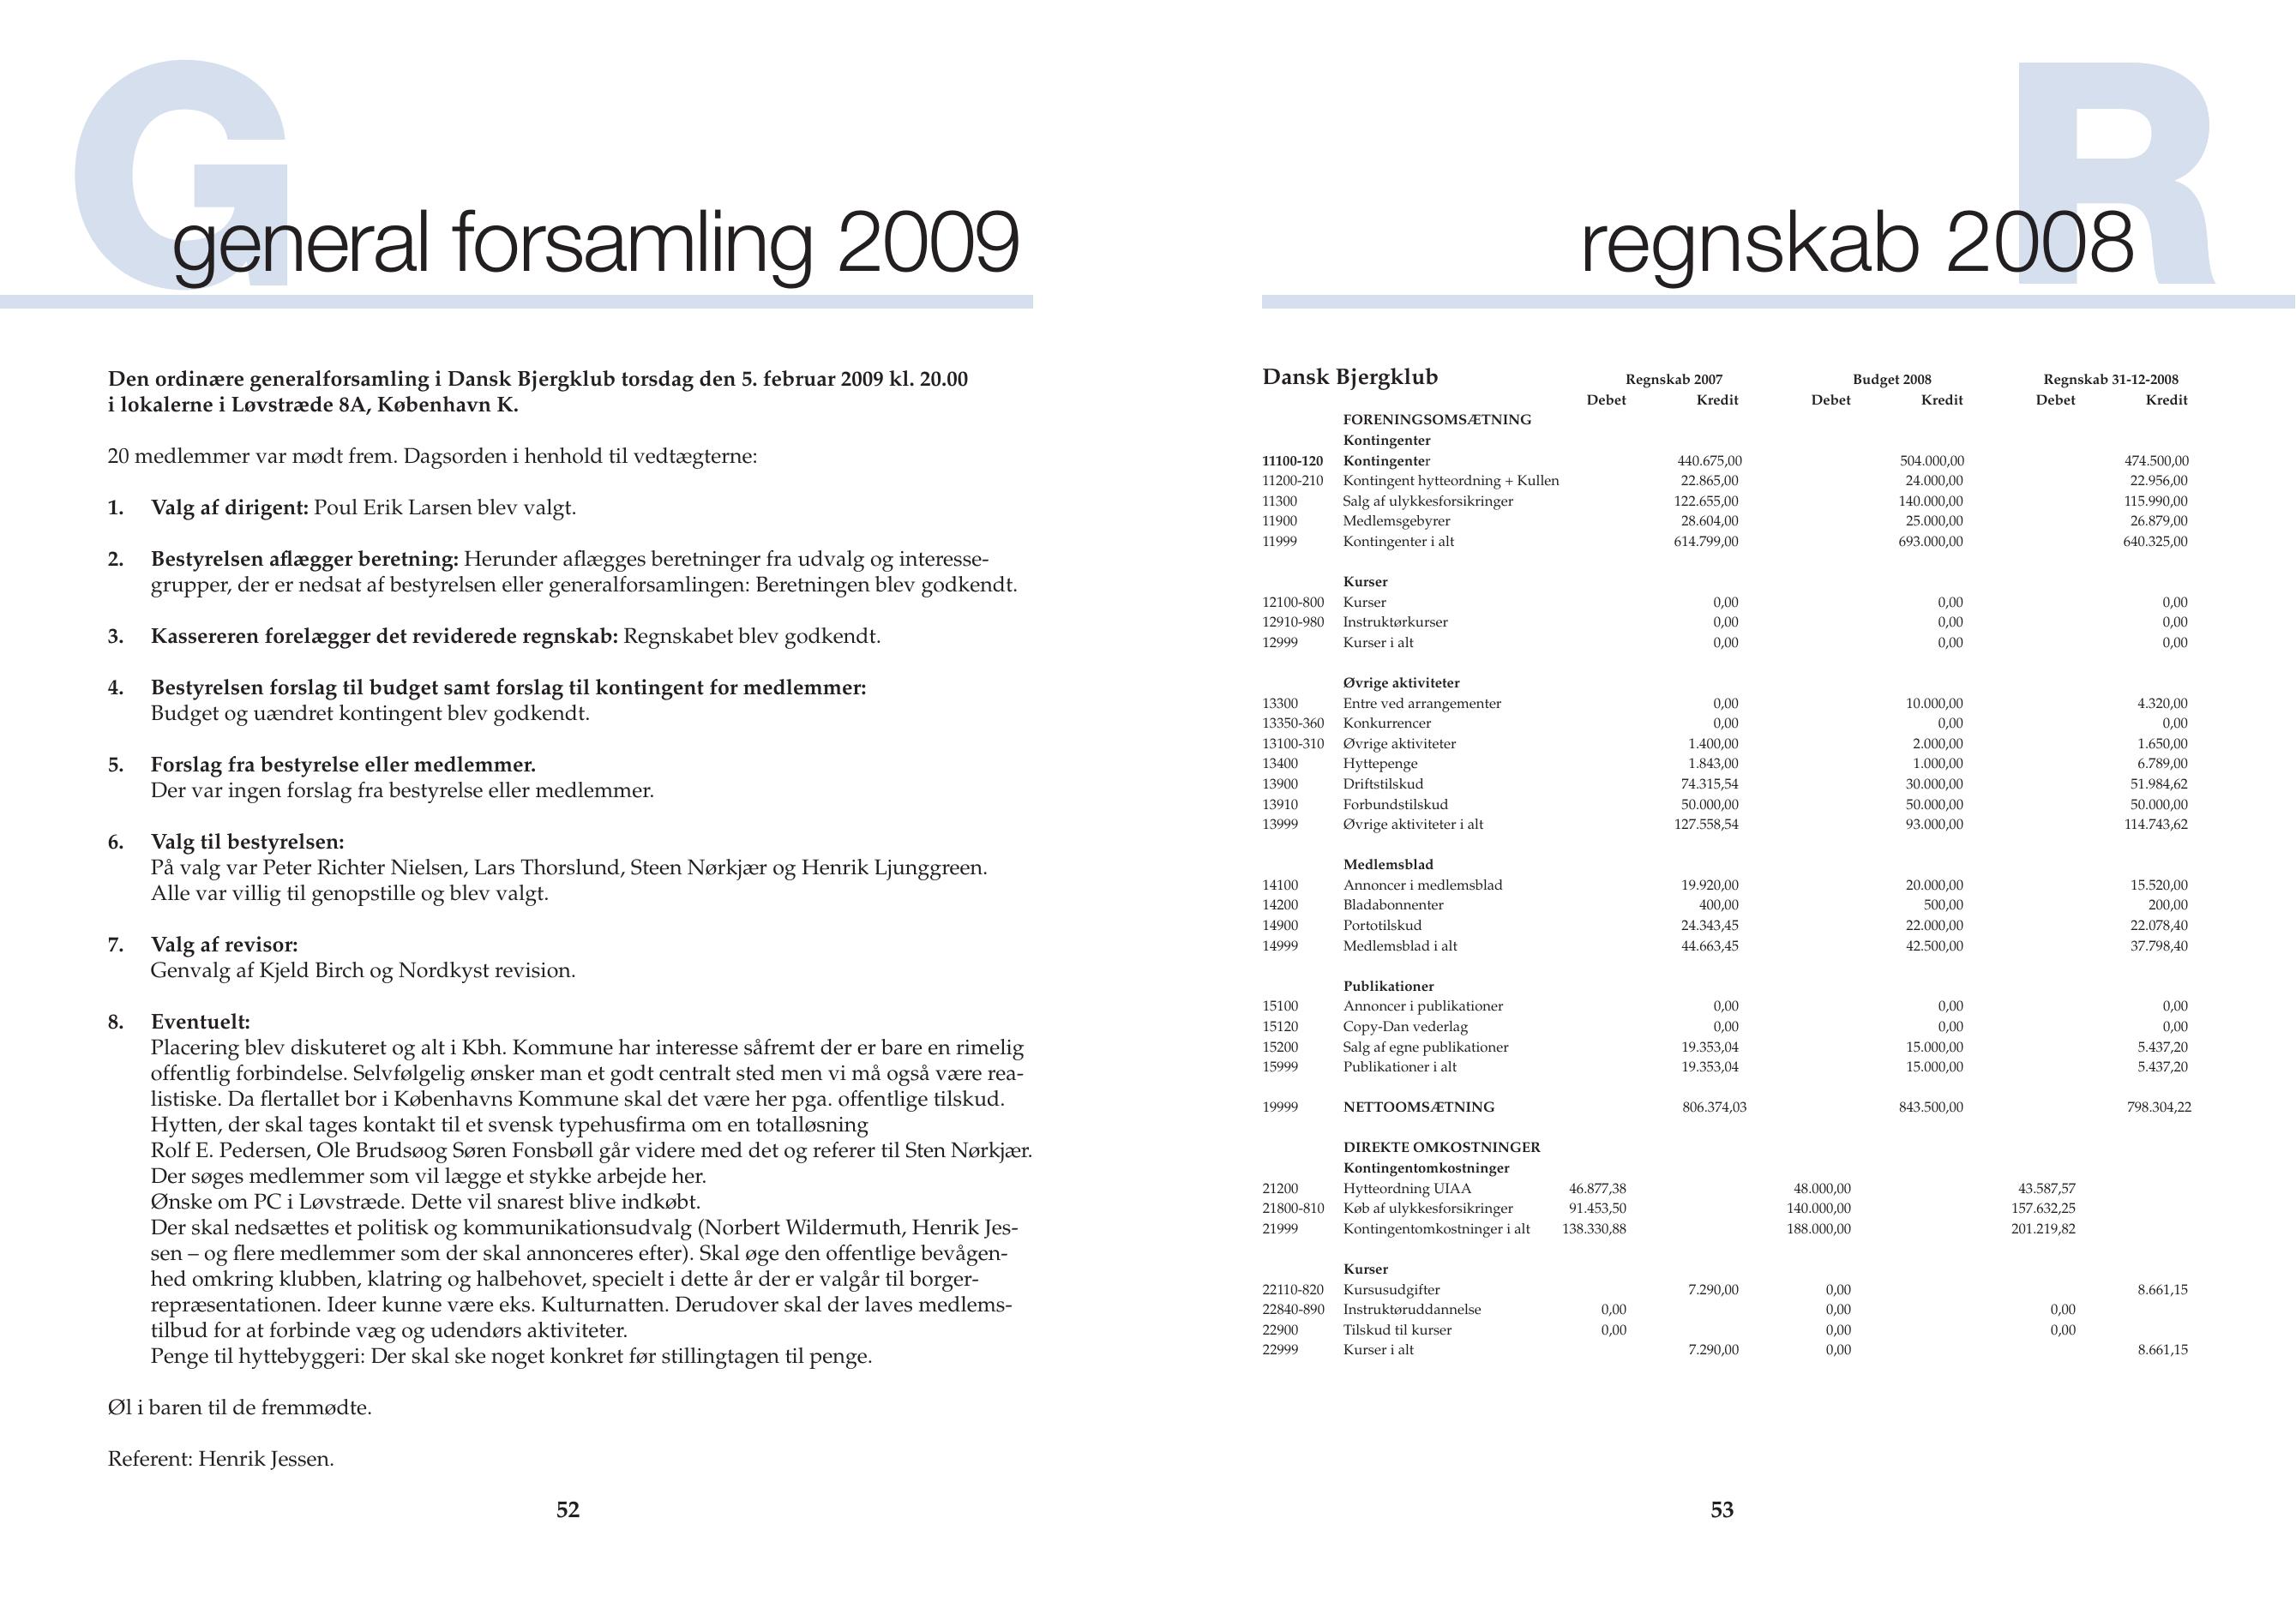 G
general forsamling 2009
Den ordinære generalforsamling i Dansk Bjergklub torsdag den 5. februar 2009 kl. 20.00
i lokalerne i Løvstræde 8A, København K.
20 medlemmer var mødt frem. Dagsorden i henhold til vedtægterne:
1. Valg af dirigent: Poul Erik Larsen blev valgt.
2. Bestyrelsen aflægger beretning: Herunder aflægges beretninger fra udvalg og interesse-
grupper, der er nedsat af bestyrelsen eller generalforsamlingen: Beretningen blev godkendt.
3. Kassereren forelægger det reviderede regnskab: Regnskabet blev godkendt.
4. Bestyrelsen forslag til budget samt forslag til kontingent for medlemmer:
Budget og uændret kontingent blev godkendt.
5. Forslag fra bestyrelse eller medlemmer.
Der var ingen forslag fra bestyrelse eller medlemmer.
6. Valg til bestyrelsen:
På valg var Peter Richter Nielsen, Lars Thorslund, Steen Nørkjær og Henrik Ljunggreen.
Alle var villig til genopstille og blev valgt.
7. Valg af revisor:
Genvalg af Kjeld Birch og Nordkyst revision.
8. Eventuelt:
Placering blev diskuteret og alt i Kbh. Kommune har interesse såfremt der er bare en rimelig
offentlig forbindelse. Selvfølgelig ønsker man et godt centralt sted men vi må også være rea-
listiske. Da flertallet bor i Københavns Kommune skal det være her pga. offentlige tilskud.
Hytten, der skal tages kontakt til et svensk typehusfirma om en totalløsning
Rolf E. Pedersen, Ole Brudsøog Søren Fonsbøll går videre med det og referer til Sten Nørkjær.
Der søges medlemmer som vil lægge et stykke arbejde her.
Ønske om PC i Løvstræde. Dette vil snarest blive indkøbt.
Der skal nedsættes et politisk og kommunikationsudvalg (Norbert Wildermuth, Henrik Jes-
sen – og flere medlemmer som der skal annonceres efter). Skal øge den offentlige bevågen-
hed omkring klubben, klatring og halbehovet, specielt i dette år der er valgår til borger-
repræsentationen. Ideer kunne være eks. Kulturnatten. Derudover skal der laves medlems-
tilbud for at forbinde væg og udendørs aktiviteter.
Penge til hyttebyggeri: Der skal ske noget konkret før stillingtagen til penge.
Øl i baren til de fremmødte.
Referent: Henrik Jessen.
52
R
regnskab 2008
Dansk Bjergklub Regnskab 2007 Budget 2008 Regnskab 31-12-2008
Debet Kredit Debet Kredit Debet Kredit
FORENINGSOMSÆTNING
Kontingenter
11100-120 Kontingenter 440.675,00 504.000,00 474.500,00
11200-210 Kontingent hytteordning + Kullen 22.865,00 24.000,00 22.956,00
11300 Salg af ulykkesforsikringer 122.655,00 140.000,00 115.990,00
11900 Medlemsgebyrer 28.604,00 25.000,00 26.879,00
11999 Kontingenter i alt 614.799,00 693.000,00 640.325,00
Kurser
12100-800 Kurser 0,00 0,00 0,00
12910-980 Instruktørkurser 0,00 0,00 0,00
12999 Kurser i alt 0,00 0,00 0,00
Øvrige aktiviteter
13300 Entre ved arrangementer 0,00 10.000,00 4.320,00
13350-360 Konkurrencer 0,00 0,00 0,00
13100-310 Øvrige aktiviteter 1.400,00 2.000,00 1.650,00
13400 Hyttepenge 1.843,00 1.000,00 6.789,00
13900 Driftstilskud 74.315,54 30.000,00 51.984,62
13910 Forbundstilskud 50.000,00 50.000,00 50.000,00
13999 Øvrige aktiviteter i alt 127.558,54 93.000,00 114.743,62
Medlemsblad
14100 Annoncer i medlemsblad 19.920,00 20.000,00 15.520,00
14200 Bladabonnenter 400,00 500,00 200,00
14900 Portotilskud 24.343,45 22.000,00 22.078,40
14999 Medlemsblad i alt 44.663,45 42.500,00 37.798,40
Publikationer
15100 Annoncer i publikationer 0,00 0,00 0,00
15120 Copy-Dan vederlag 0,00 0,00 0,00
15200 Salg af egne publikationer 19.353,04 15.000,00 5.437,20
15999 Publikationer i alt 19.353,04 15.000,00 5.437,20
19999 NETTOOMSÆTNING 806.374,03 843.500,00 798.304,22
DIREKTE OMKOSTNINGER
Kontingentomkostninger
21200 Hytteordning UIAA 46.877,38 48.000,00 43.587,57
21800-810 Køb af ulykkesforsikringer 91.453,50 140.000,00 157.632,25
21999 Kontingentomkostninger i alt 138.330,88 188.000,00 201.219,82
Kurser
22110-820 Kursusudgifter 7.290,00 0,00 8.661,15
22840-890 Instruktøruddannelse 0,00 0,00 0,00
22900 Tilskud til kurser 0,00 0,00 0,00
22999 Kurser i alt 7.290,00 0,00 8.661,15
53